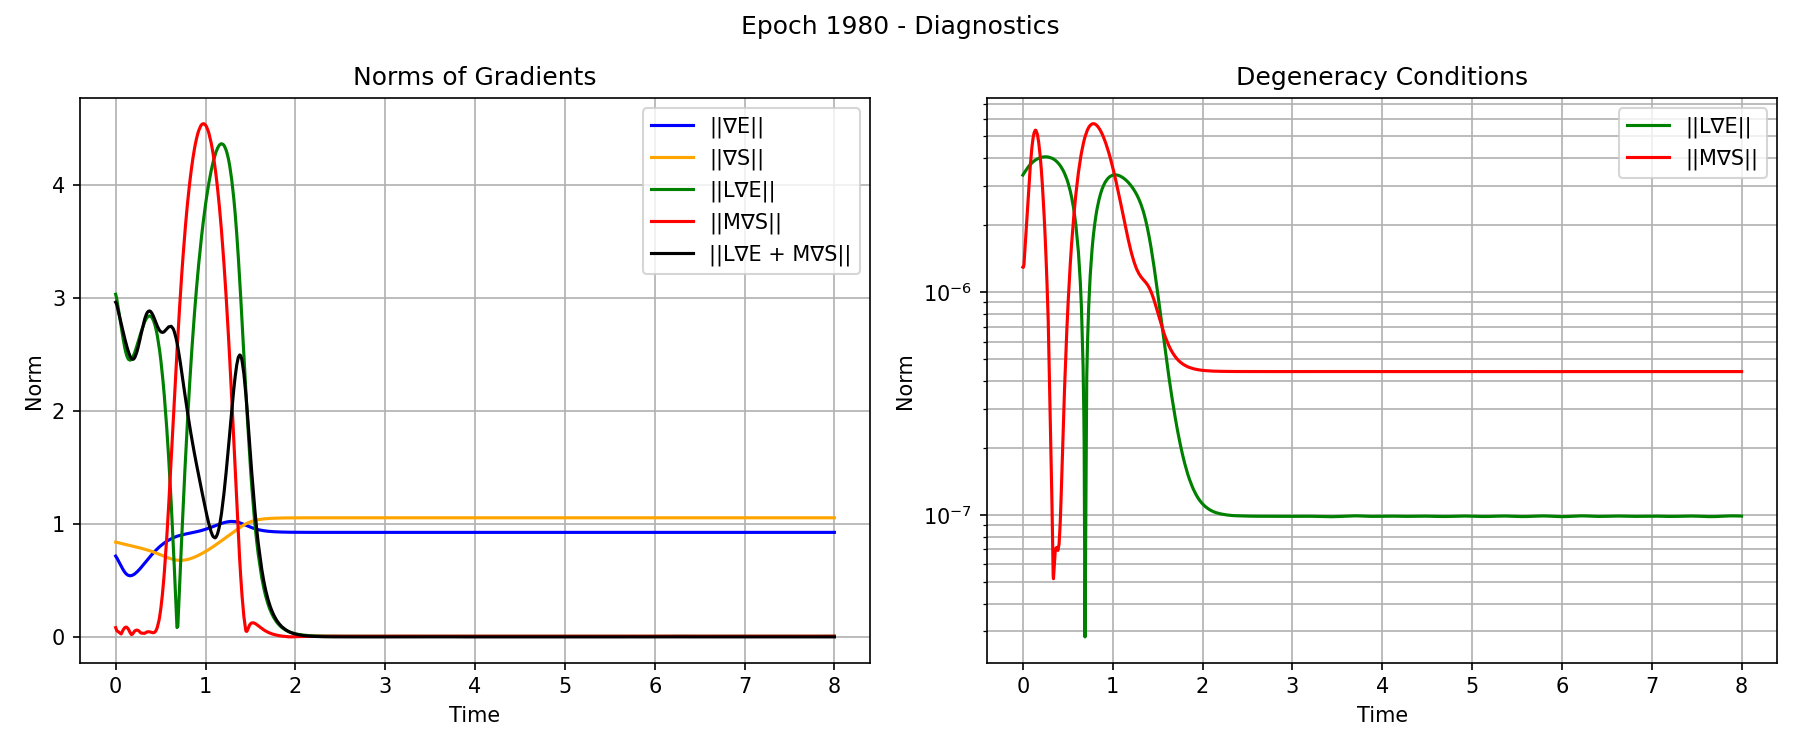 Epoch 1980 - Diagnostics
Norms of Gradients
Norm
4
3
2
1
0
0 1 2 3 4 5 6 7 8
Time
||∇E||
||∇S||
||L∇E||
||M∇S||
||L∇E + M∇S||
Degeneracy Conditions
Norm
10⁻⁶
10⁻⁷
0 1 2 3 4 5 6 7 8
Time
||L∇E||
||M∇S||